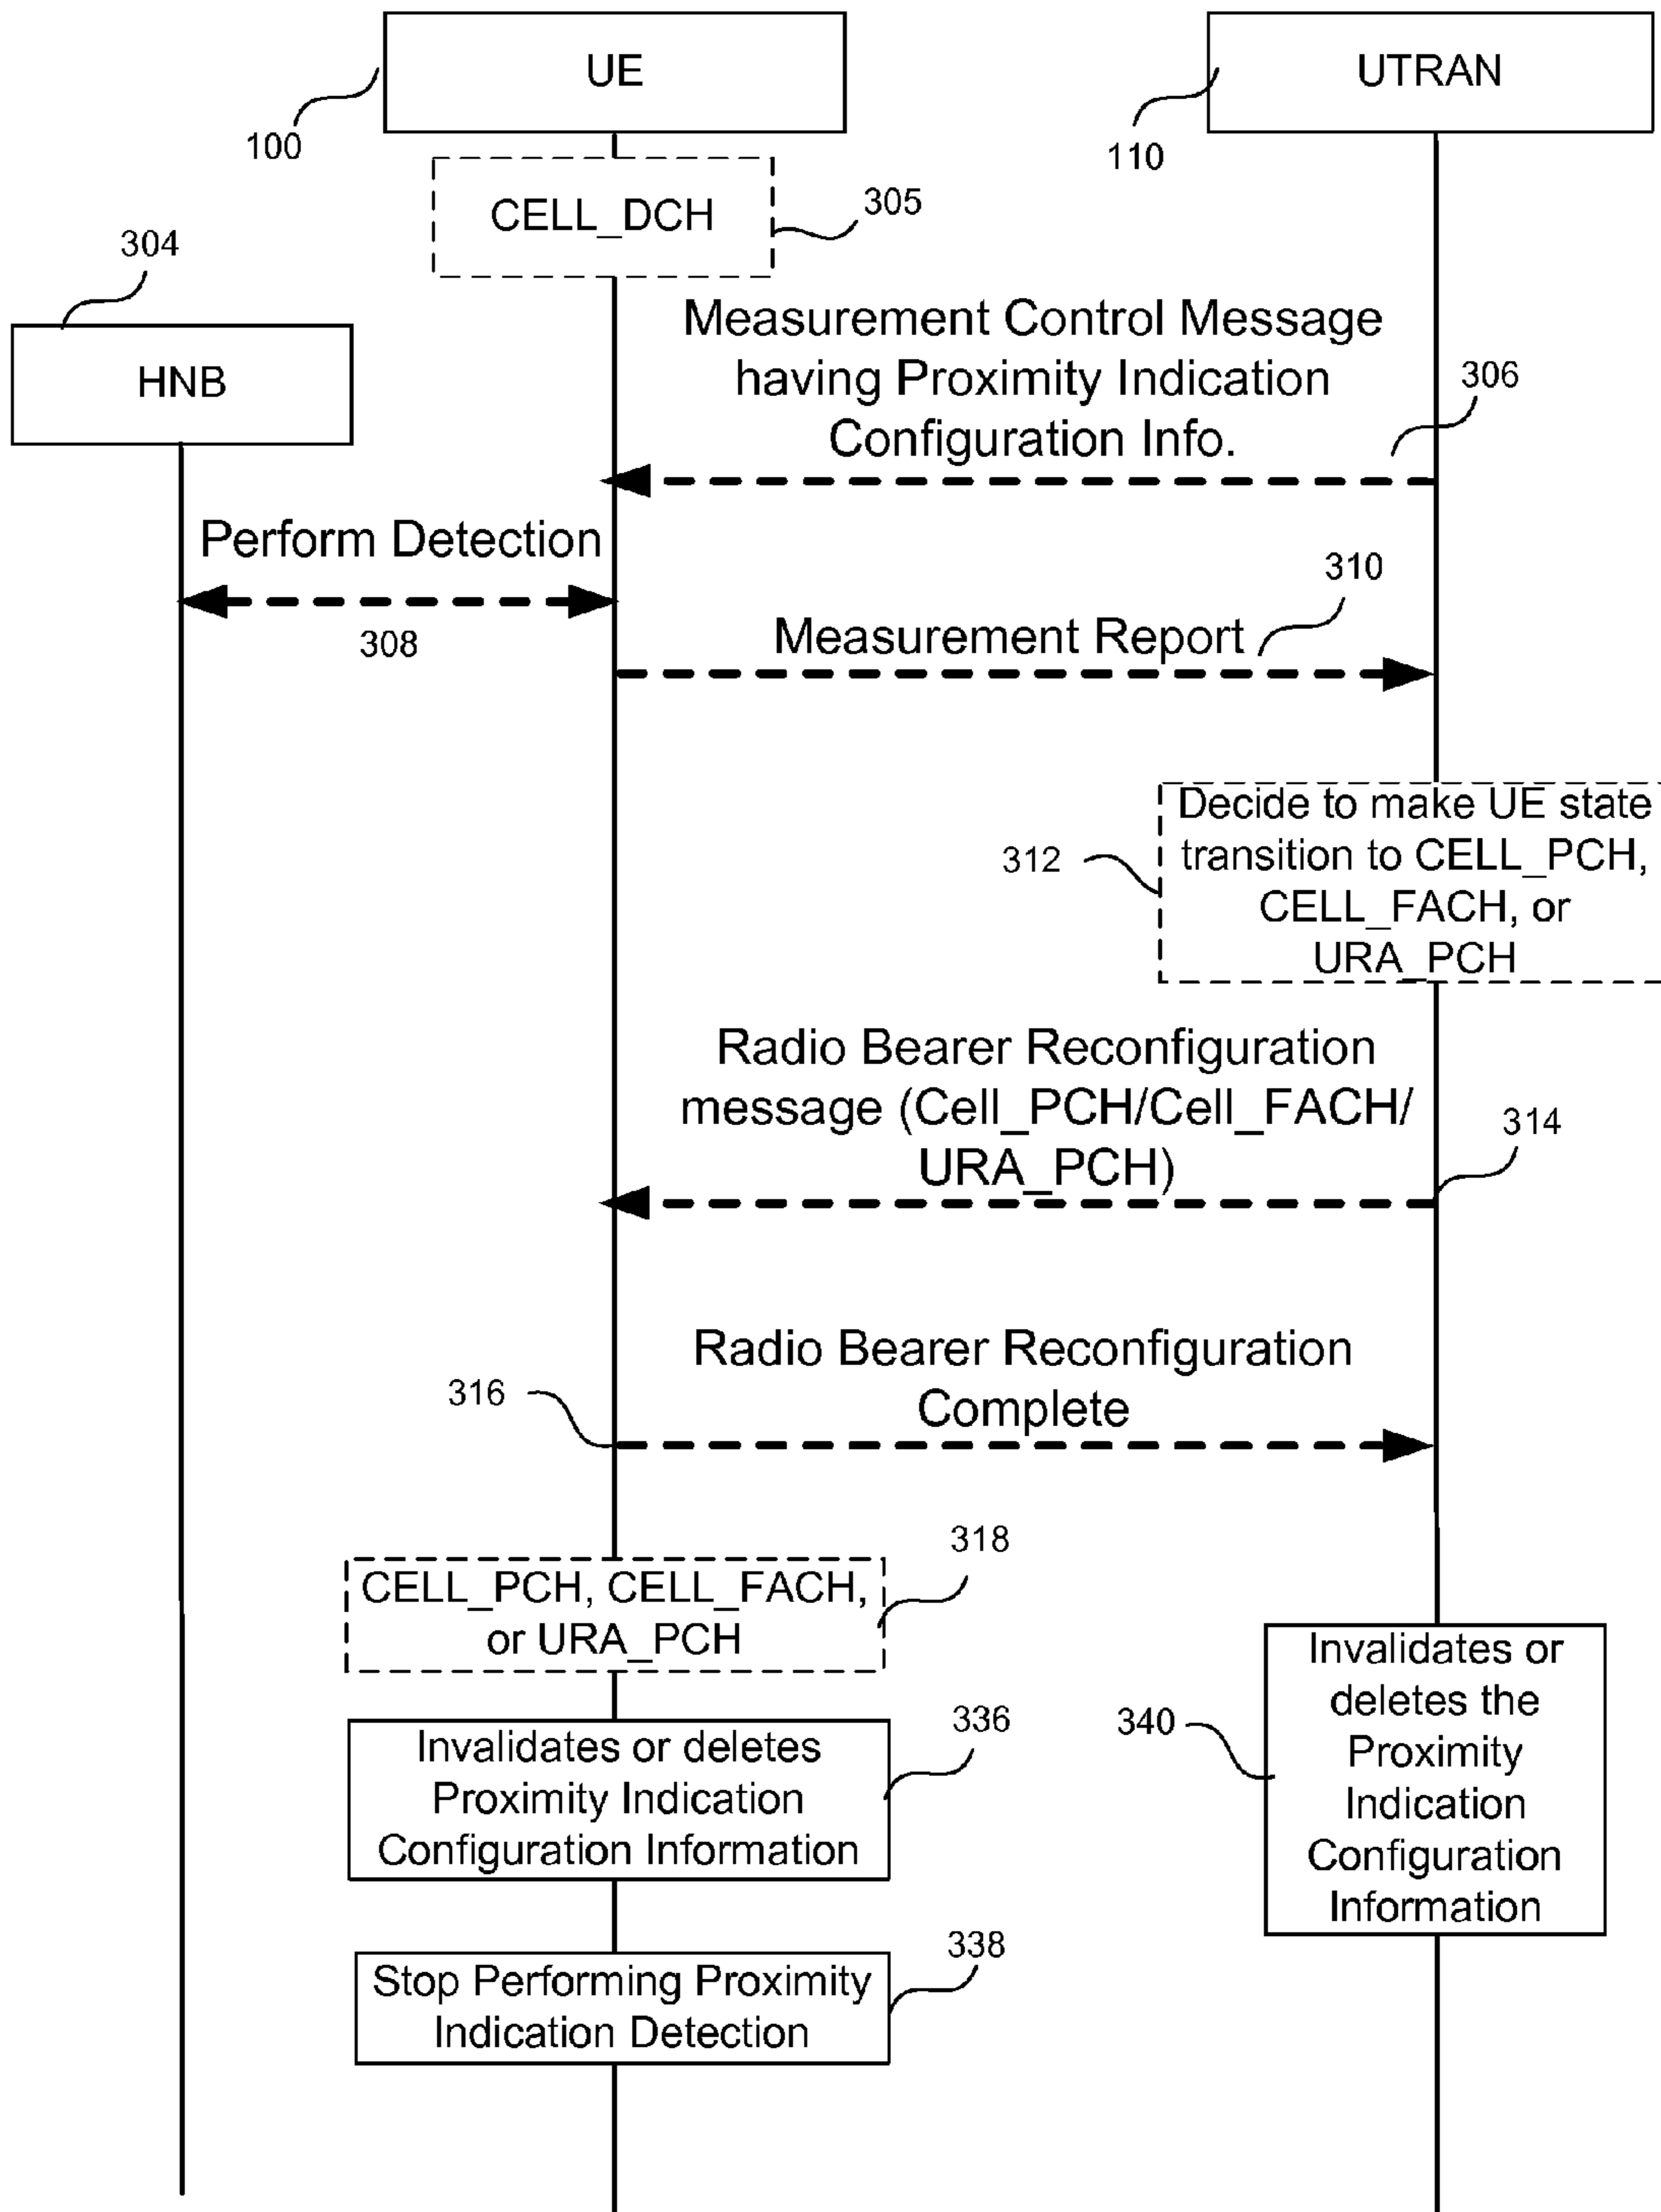 UE
UTRAN
100
110
CELL_DCH
305
304
HNB
Measurement Control Message
having Proximity Indication
Configuration Info.
306
Perform Detection
308
310
Measurement Report
312
Decide to make UE state
transition to CELL_PCH,
CELL_FACH, or
URA_PCH
Radio Bearer Reconfiguration
message (Cell_PCH/Cell_FACH/
URA_PCH)
314
Radio Bearer Reconfiguration
Complete
316
318
CELL_PCH, CELL_FACH,
or URA_PCH
336
Invalidates or deletes
Proximity Indication
Configuration Information
340
Invalidates or
deletes the
Proximity
Indication
Configuration
Information
338
Stop Performing Proximity
Indication Detection